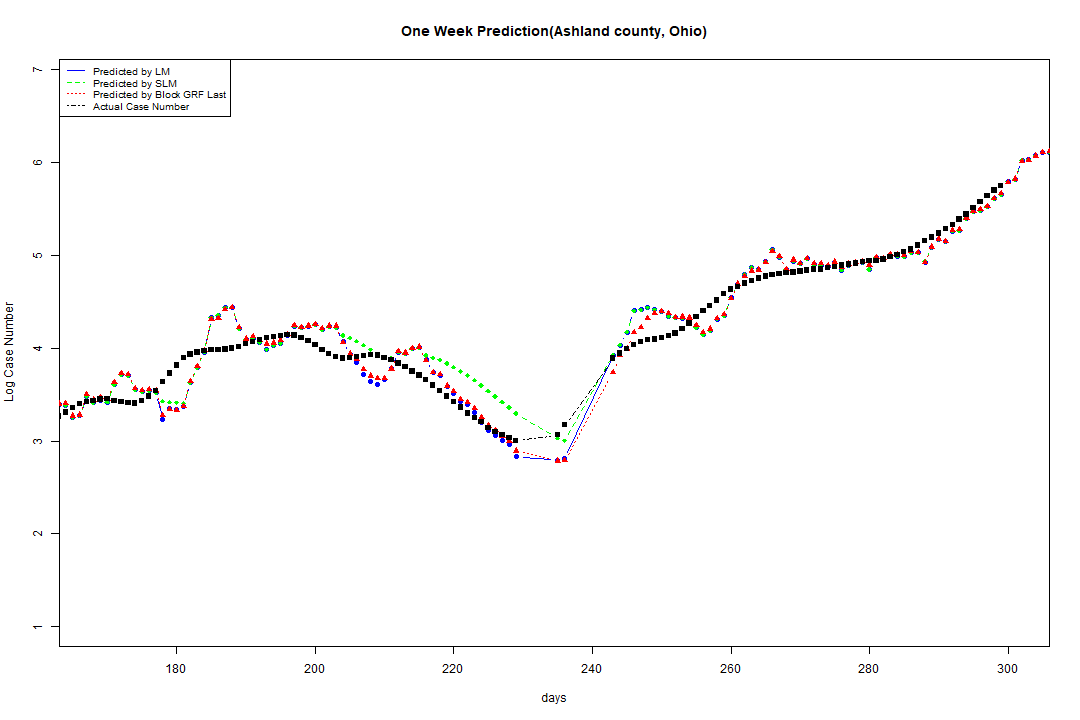 One Week Prediction(Ashland county, Ohio)
Predicted by LM
Predicted by SLM
Predicted by Block GRF Last
Actual Case Number
7
6
5
4
3
2
1
Log Case Number
180 200 220 240 260 280 300
days